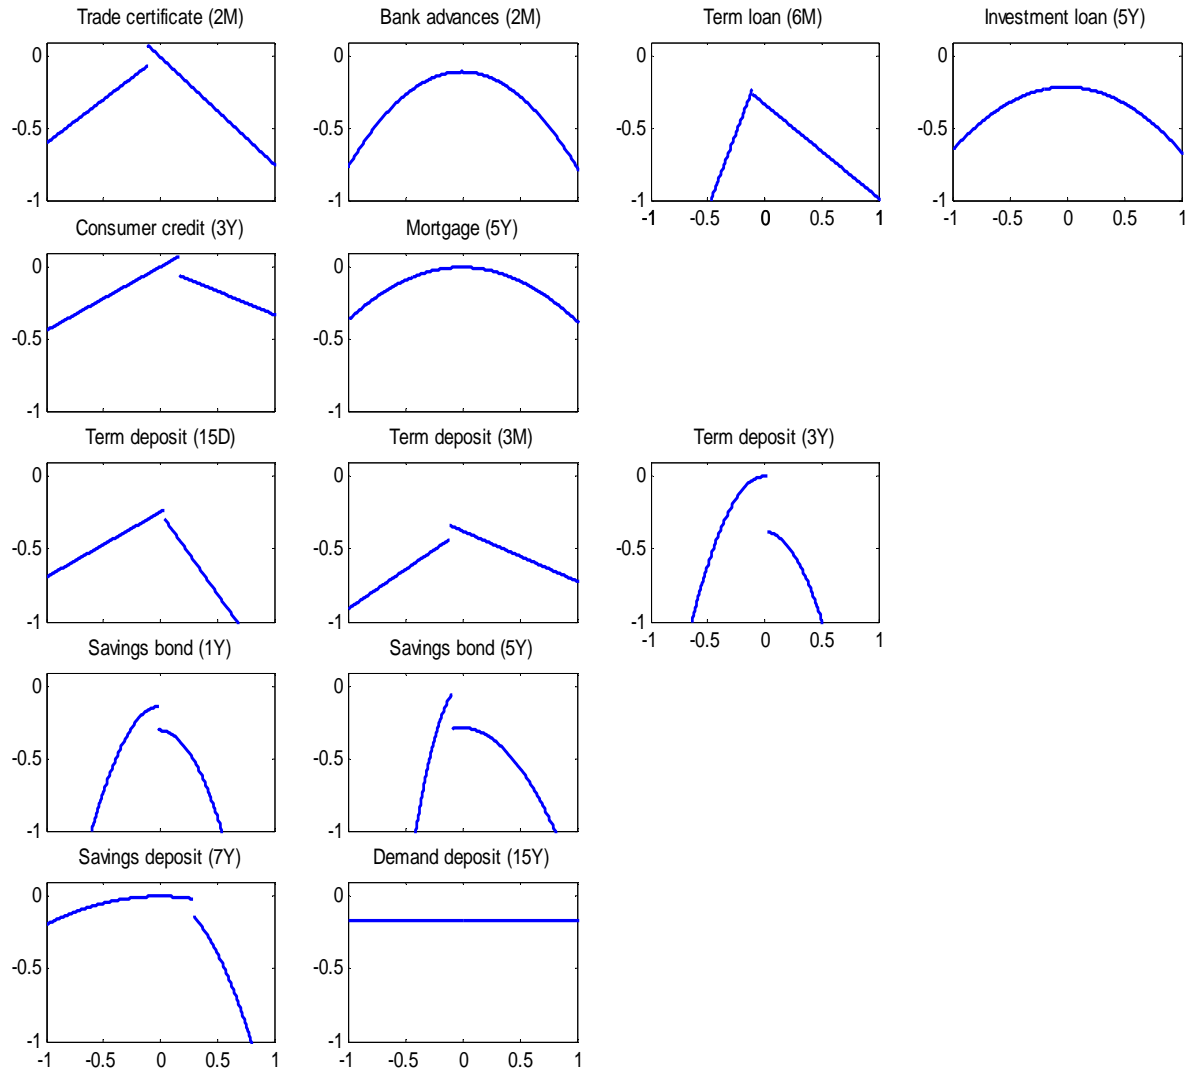 Trade certificate (2M) Bank advances (2M) Term loan (6M) Investment loan (5Y)
0 0 0 0
-0.5 -0.5 -0.5 -0.5
-1 -1 -1 -1
-1 -0.5 0 0.5 1 -1 -0.5 0 0.5 1
Consumer credit (3Y) Mortgage (5Y)
0 0
-0.5 -0.5
-1 -1
Term deposit (15D) Term deposit (3M) Term deposit (3Y)
0 0 0
-0.5 -0.5 -0.5
-1 -1 -1
-1 -0.5 0 0.5 1
Savings bond (1Y) Savings bond (5Y)
0 0
-0.5 -0.5
-1 -1
Savings deposit (7Y) Demand deposit (15Y)
0 0
-0.5 -0.5
-1 -1
-1 -0.5 0 0.5 1 -1 -0.5 0 0.5 1